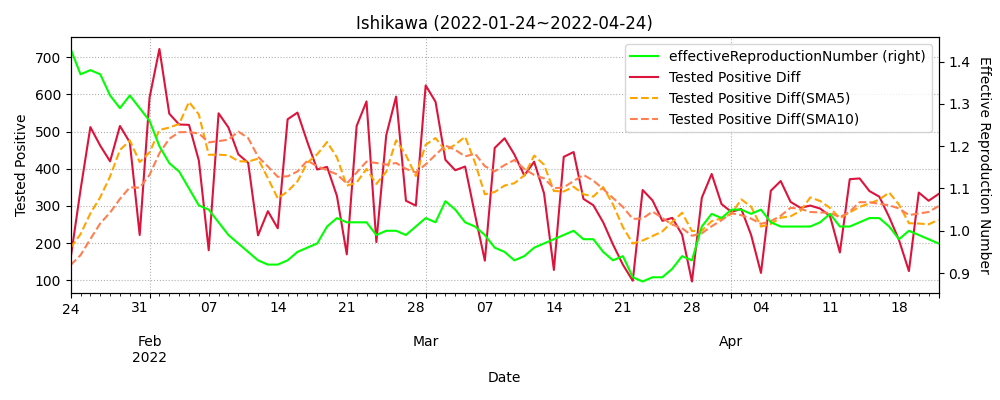 Ishikawa (2022-01-24~2022-04-24)
effectiveReproductionNumber (right)
Tested Positive Diff
Tested Positive Diff(SMA5)
Tested Positive Diff(SMA10)
Tested Positive
700
600
500
400
300
200
100
1.4
1.3
1.2
1.1
1.0
0.9
Effective Reproduction Number
24 31 07 14 21 28 07 14 21 28 04 11 18
Feb Mar Apr
2022
Date